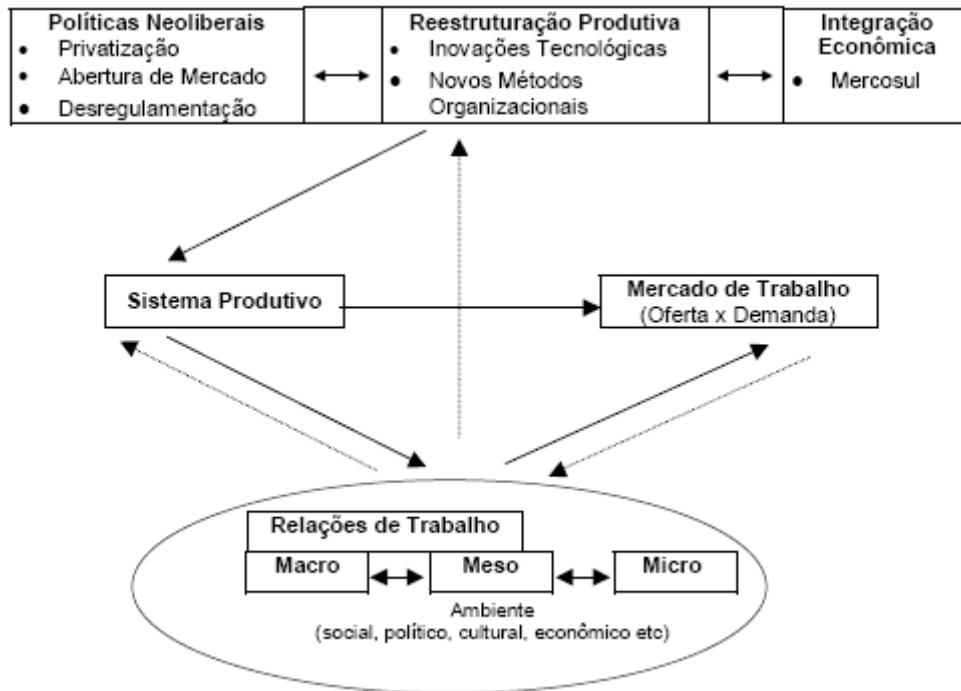 Políticas Neoliberais
• Privatização
• Abertura de Mercado
• Desregulamentação
Reestruturação Produtiva
• Inovações Tecnológicas
• Novos Métodos
Organizacionais
Integração
Econômica
• Mercosul
Sistema Produtivo
Mercado de Trabalho
(Oferta x Demanda)
Relações de Trabalho
Macro
Meso
Micro
Ambiente
(social, político, cultural, econômico etc)